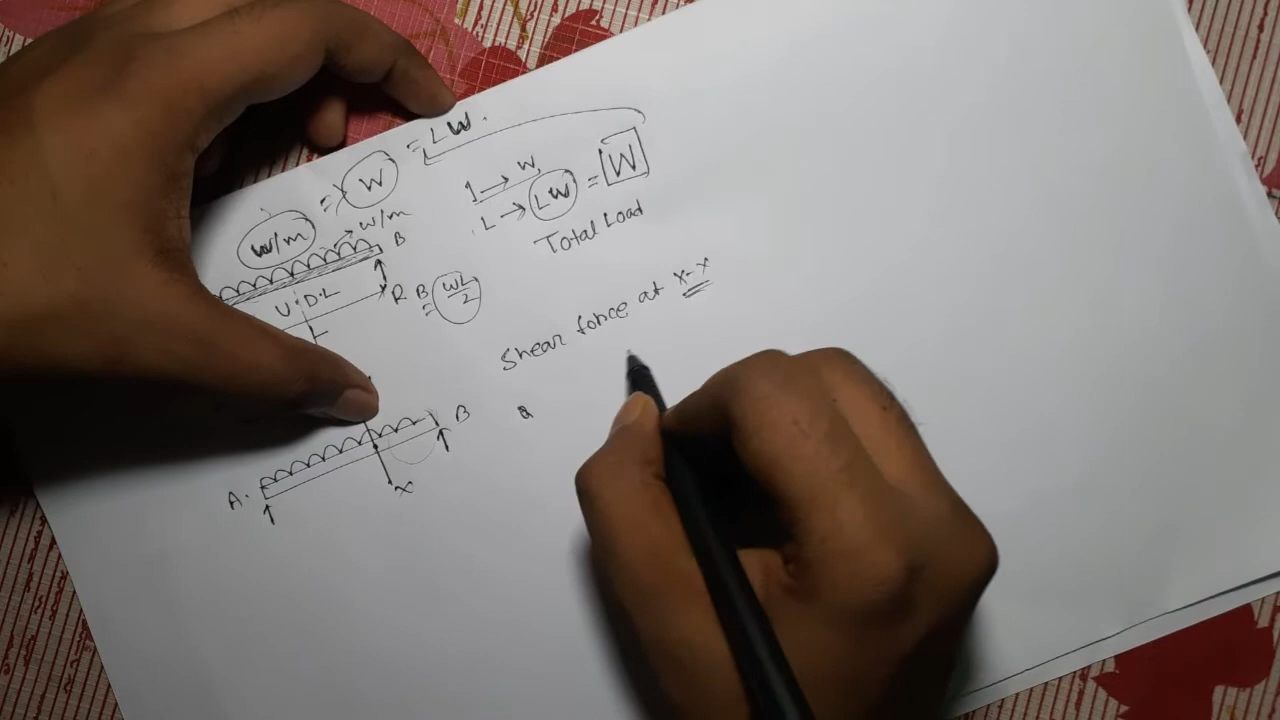 = LW.
W/m => W
1 → W
L → LW = W
Total Load
→ W/m
B
U.D.L
L
R B = WL/2
Shear force at x-x
A.
B
x